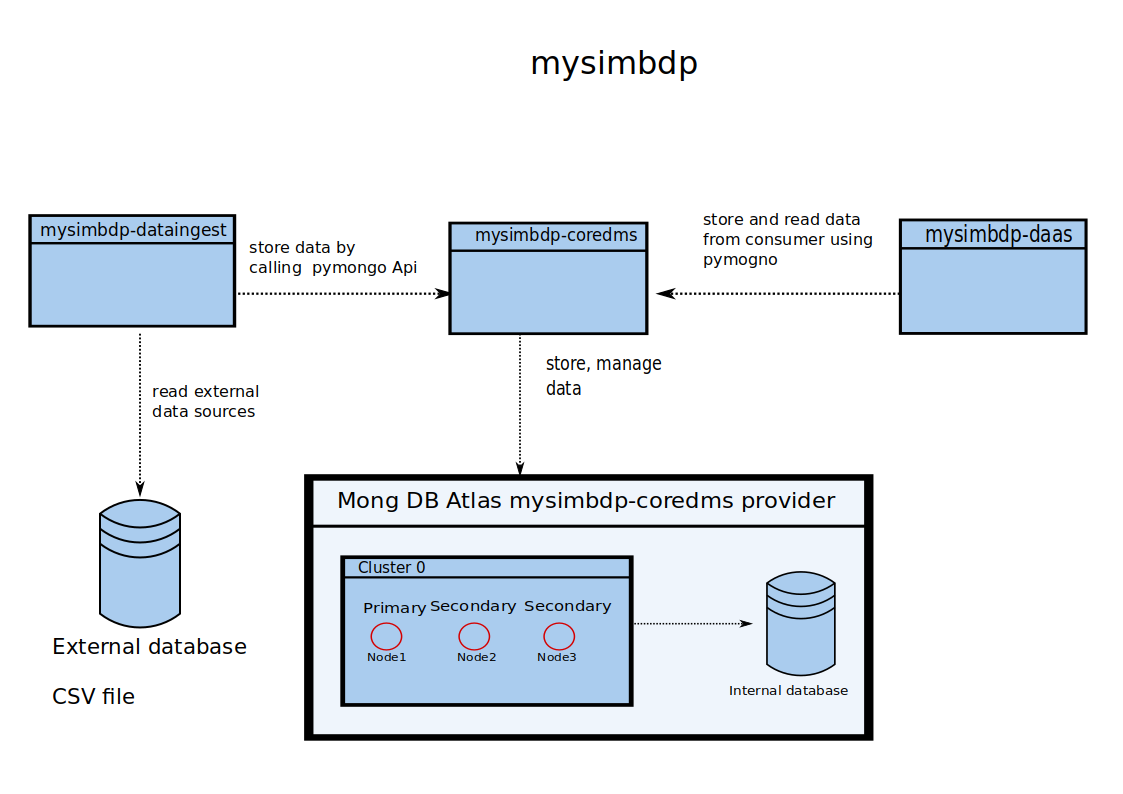 mysimbdp
mysimbdp-dataingest
store data by
calling  pymongo Api
mysimbdp-coredms
store and read data
from consumer using
pymogno
mysimbdp-daas
read external
data sources
store, manage
data
External database
CSV file
Mong DB Atlas mysimbdp-coredms provider
Cluster 0
Primary
Secondary
Secondary
Node1
Node2
Node3
Internal database